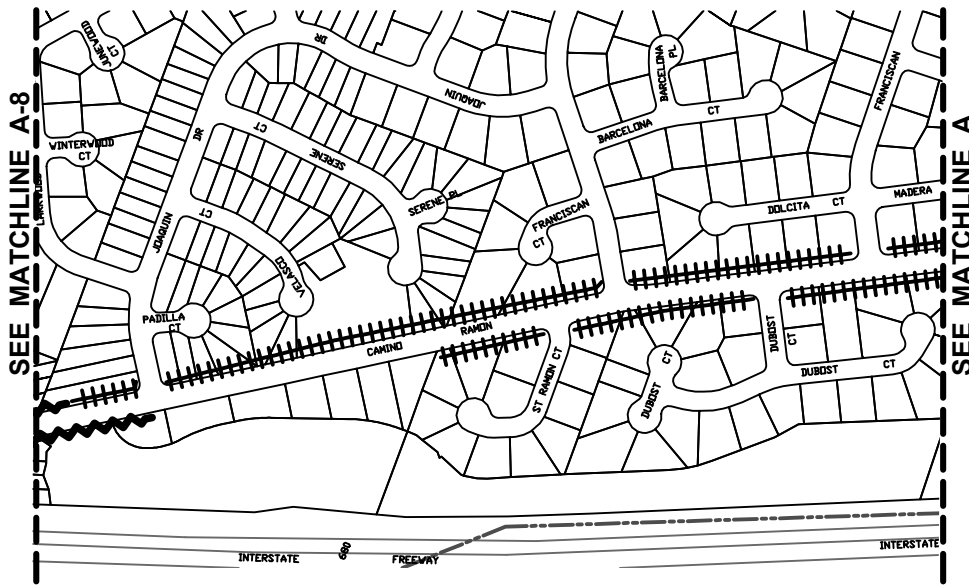 SEE MATCHLINE A-8
JUNEWOOD
CT
WINTERWOOD
CT
DR
JOAQUIN
DR
JOAQUIN
CT
SERENE
SERENE PL
CT
VELASCO
PADILLA
CT
FRANCISCAN
CT
BARCELONA
PL
BARCELONA
CT
FRANCISCAN
DOLCITA CT
MADERA
CAMINO
RAMON
ST RAMON CT
DUBOST
CT
DUBOST
CT
DUBOST
CT
INTERSTATE
680
FREEWAY
INTERSTATE
SEE MATCHLINE A